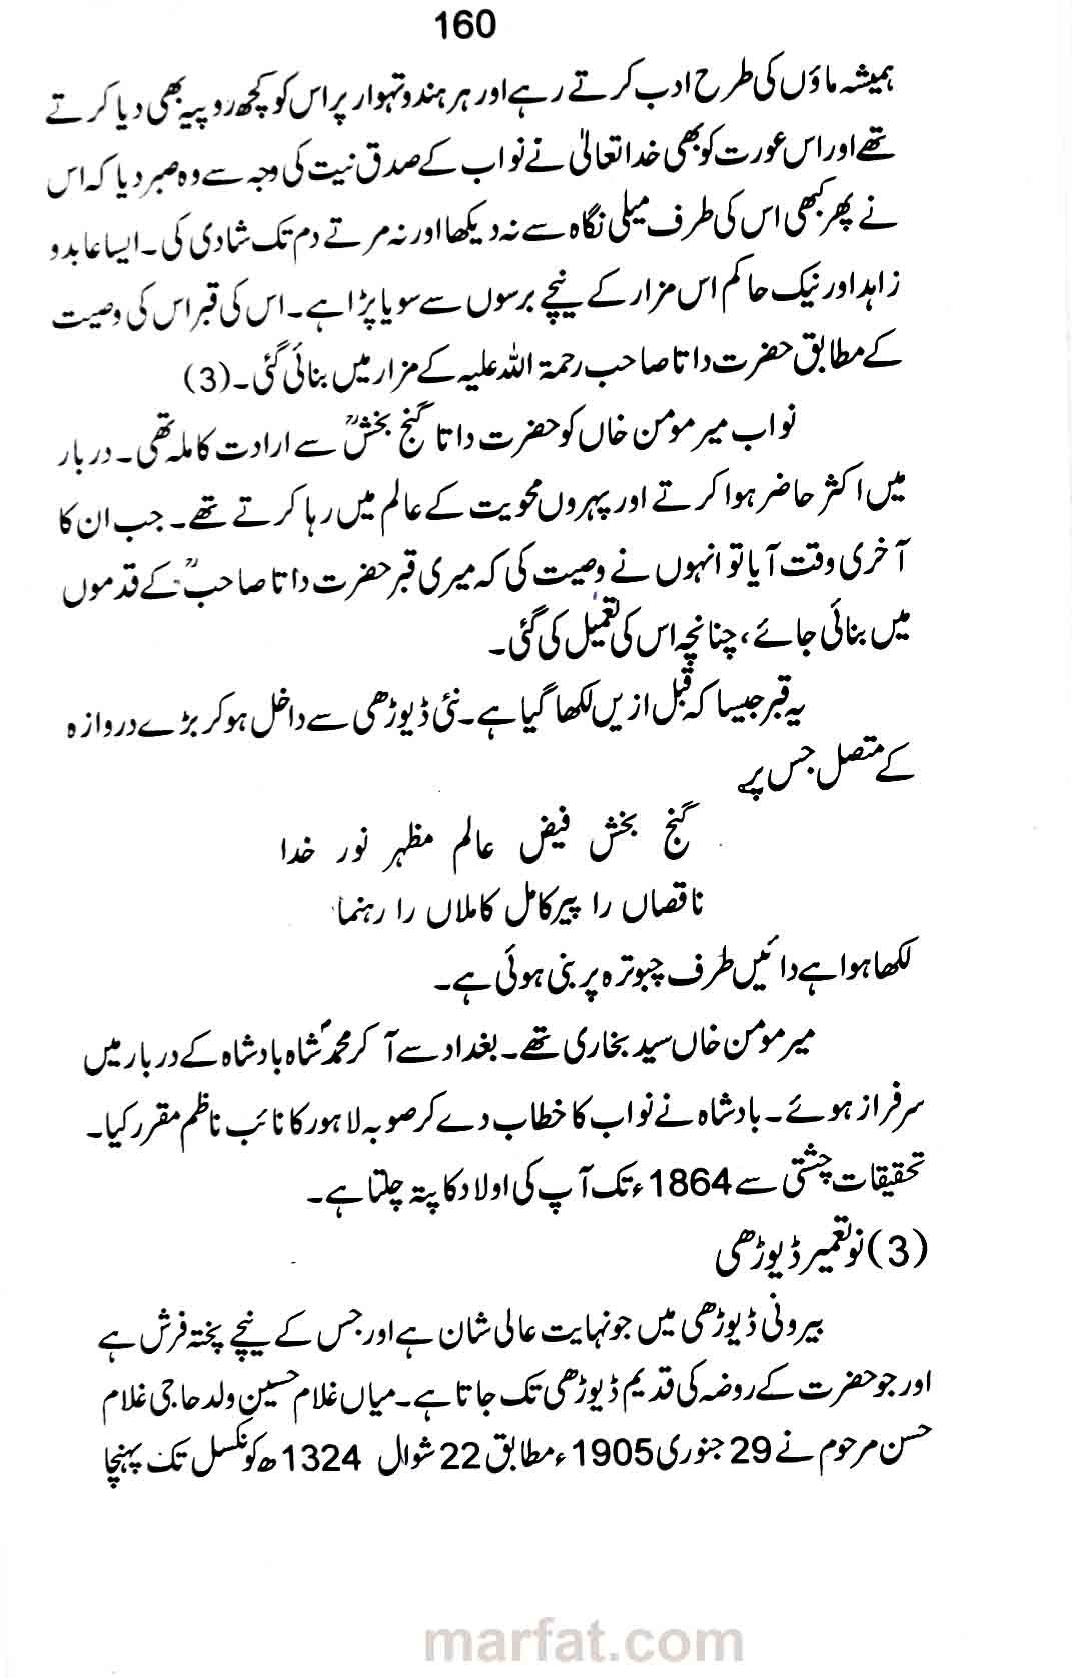 160
ہمیشہ ماؤں کی طرح ادب کرتے رہے اور ہر ہندو تہوار پر اس کو کچھ روپیہ بھی دیا کرتے
تھے اور اس عورت کو بھی خدا تعالیٰ نے نواب کے صدق نیت کی وجہ سے وہ صبر دیا کہ اس
نے پھر کبھی اس کی طرف میلی نگاہ سے نہ دیکھا اور نہ مرتے دم تک شادی کی۔ ایسا عابد و
زاہد اور نیک حاکم اس مزار کے نیچے برسوں سے سویا پڑا ہے۔ اس کی قبر اس کی وصیت
کے مطابق حضرت داتا صاحب رحمۃ اللہ علیہ کے مزار میں بنائی گئی۔ (3)
نواب میر مومن خاں کو حضرت داتا گنج بخشؒ سے ارادت کاملہ تھی۔ دربار
میں اکثر حاضر ہوا کرتے اور پہروں محویت کے عالم میں رہا کرتے تھے۔ جب ان کا
آخری وقت آیا تو انہوں نے وصیت کی کہ میری قبر حضرت داتا صاحبؒ کے قدموں
میں بنائی جائے، چنانچہ اس کی تعمیل کی گئی۔
یہ قبر جیسا کہ قبل ازیں لکھا گیا ہے۔ نئی ڈیوڑھی سے داخل ہو کر بڑے دروازہ
کے متصل جس پر
گنج بخش فیض عالم مظہر نور خدا
ناقصاں را پیر کامل کاملاں را رہنما
لکھا ہوا ہے دائیں طرف چبوترہ پر بنی ہوئی ہے۔
میر مومن خاں سید بخاری تھے۔ بغداد سے آ کر محمدؐ شاہ بادشاہ کے دربار میں
سرفراز ہوئے۔ بادشاہ نے نواب کا خطاب دے کر صوبہ لاہور کا نائب ناظم مقرر کیا۔
تحقیقات چشتی سے 1864ء تک آپ کی اولاد کا پتہ چلتا ہے۔
(3) نو تعمیر ڈیوڑھی
بیرونی ڈیوڑھی میں جو نہایت عالی شان ہے اور جس کے نیچے پختہ فرش ہے
اور جو حضرت کے روضہ کی قدیم ڈیوڑھی تک جاتا ہے۔ میاں غلام حسین ولد حاجی غلام
حسن مرحوم نے 29 جنوری 1905ء مطابق 22 شوال 1324ھ کو نکسل تک پہنچا
marfat.com